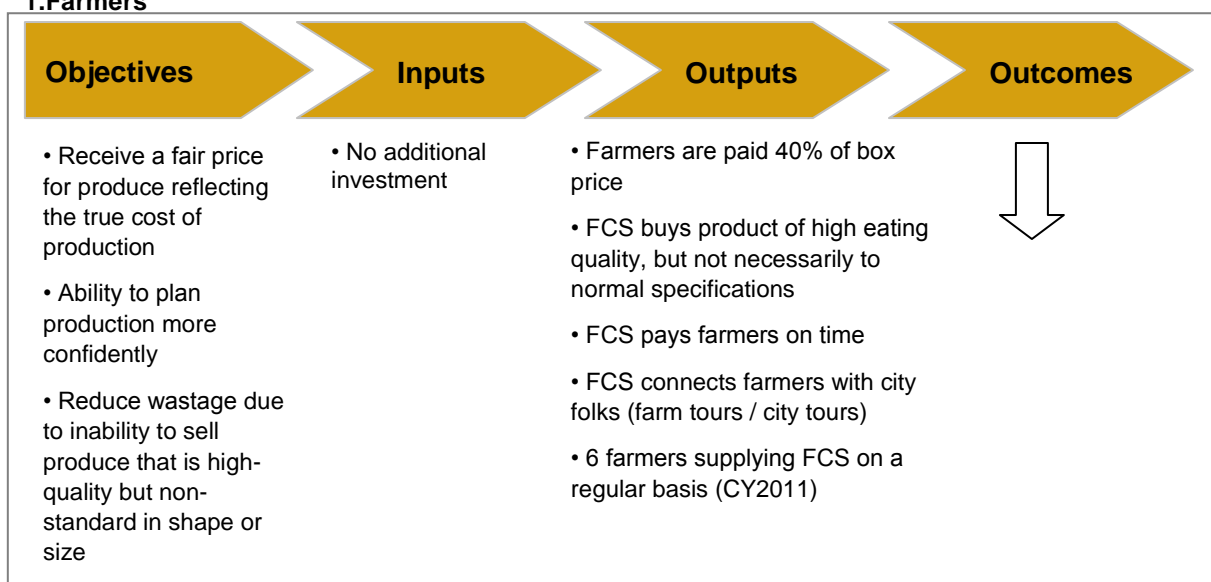 1.Farmers
Objectives
Inputs
Outputs
Outcomes
• Receive a fair price
for produce reflecting
the true cost of
production
• Ability to plan
production more
confidently
• Reduce wastage due
to inability to sell
produce that is high-
quality but non-
standard in shape or
size
• No additional
investment
• Farmers are paid 40% of box
price
• FCS buys product of high eating
quality, but not necessarily to
normal specifications
• FCS pays farmers on time
• FCS connects farmers with city
folks (farm tours / city tours)
• 6 farmers supplying FCS on a
regular basis (CY2011)